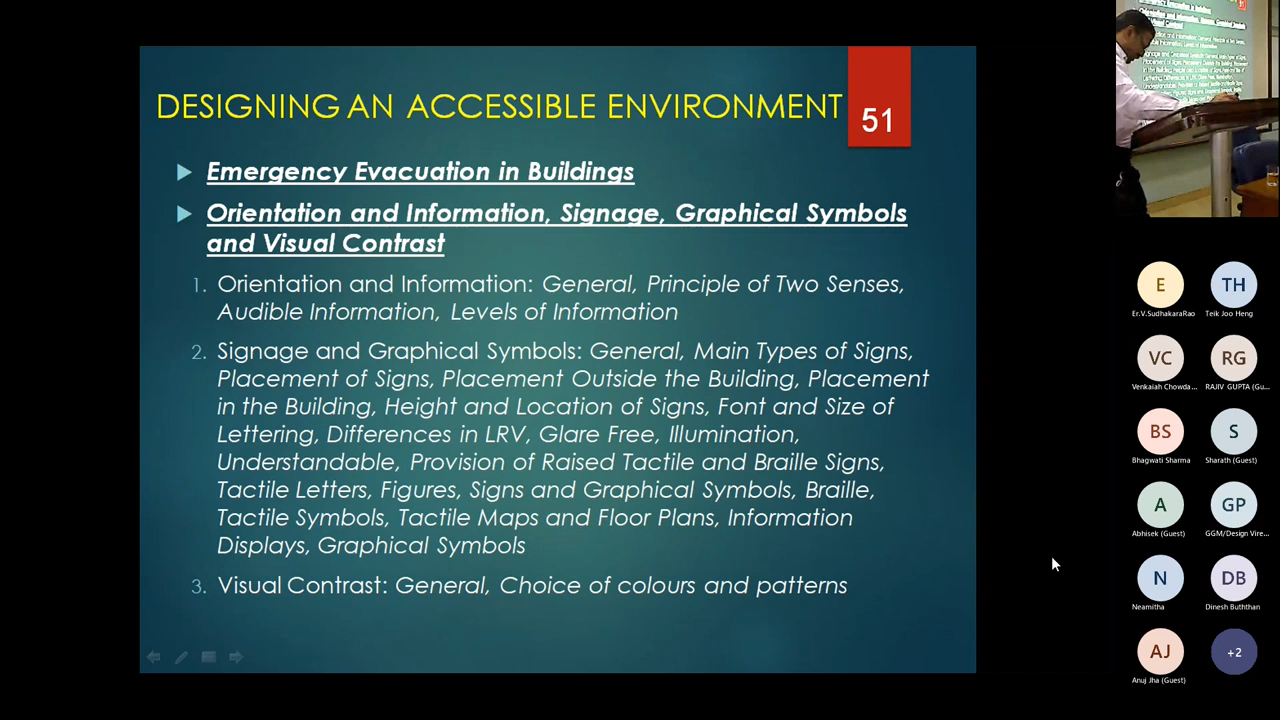 DESIGNING AN ACCESSIBLE ENVIRONMENT
51
Emergency Evacuation in Buildings
Orientation and Information, Signage, Graphical Symbols
and Visual Contrast
1. Orientation and Information: General, Principle of Two Senses,
Audible Information, Levels of Information
2. Signage and Graphical Symbols: General, Main Types of Signs,
Placement of Signs, Placement Outside the Building, Placement
in the Building, Height and Location of Signs, Font and Size of
Lettering, Differences in LRV, Glare Free, Illumination,
Understandable, Provision of Raised Tactile and Braille Signs,
Tactile Letters, Figures, Signs and Graphical Symbols, Braille,
Tactile Symbols, Tactile Maps and Floor Plans, Information
Displays, Graphical Symbols
3. Visual Contrast: General, Choice of colours and patterns
E TH
Er.V.SudhakaraRao Teik Joo Heng
VC RG
Venkaiah Chowda... RAJIV GUPTA (Gu...
BS S
Bhagwati Sharma Sharath (Guest)
A GP
Abhisek (Guest) GGM/Design Vire...
N DB
Neamitha Dinesh Buththan
AJ +2
Anuj Jha (Guest)